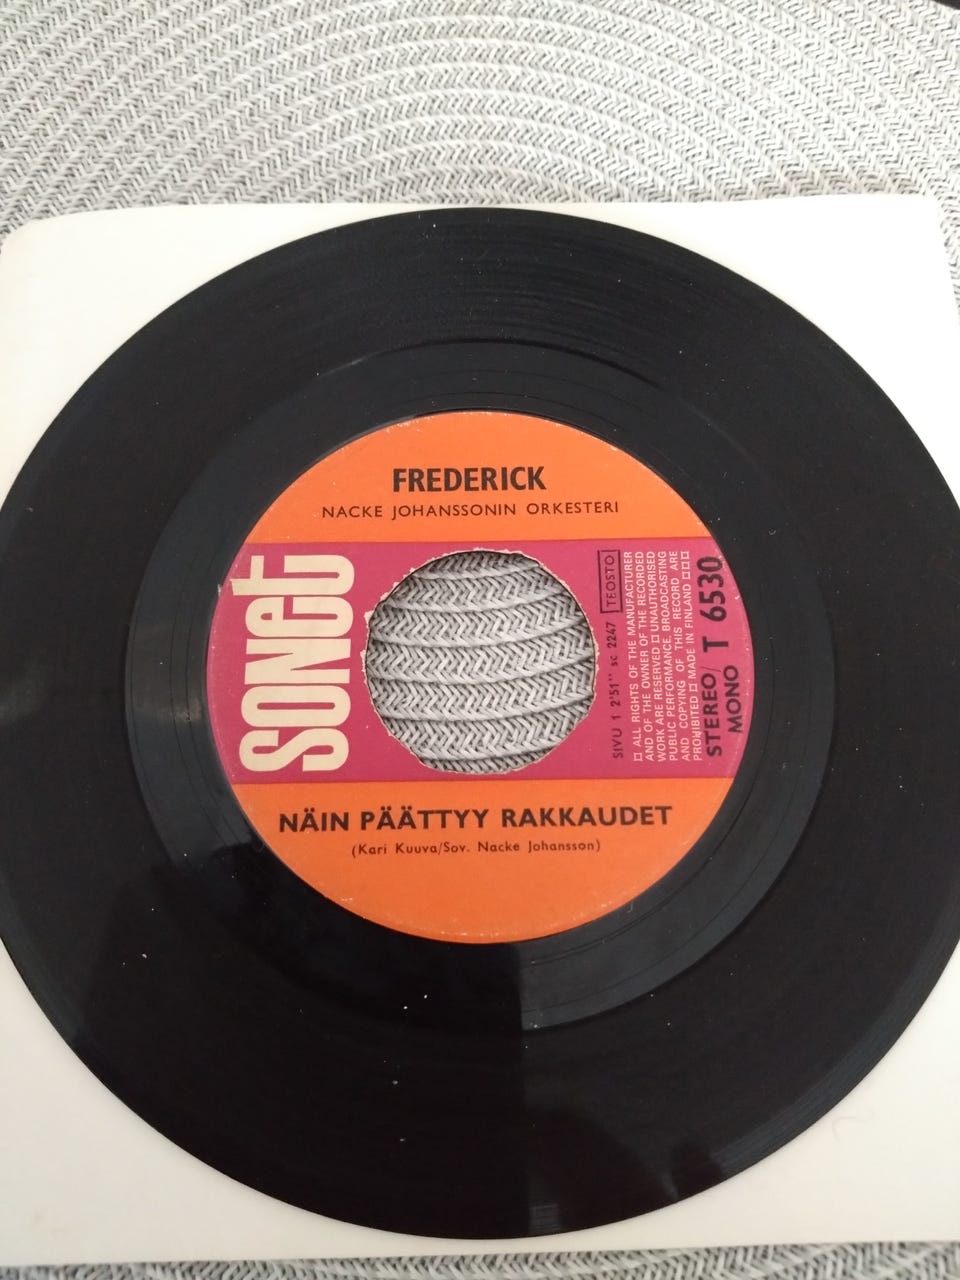 FREDERICK
NACKE JOHANSSONIN ORKESTERI
SONET
SIVU 1 2'51" sc 2247 TEOSTO
ALL RIGHTS OF THE MANUFACTURER
AND OF THE OWNER OF THE RECORDED
WORK ARE RESERVED UNAUTHORISED
PUBLIC PERFORMANCE, BROADCASTING
AND COPYING OF THIS RECORD ARE
PROHIBITED MADE IN FINLAND
STEREO/
MONO T 6530
NÄIN PÄÄTTYY RAKKAUDET
(Kari Kuuva/Sov. Nacke Johansson)